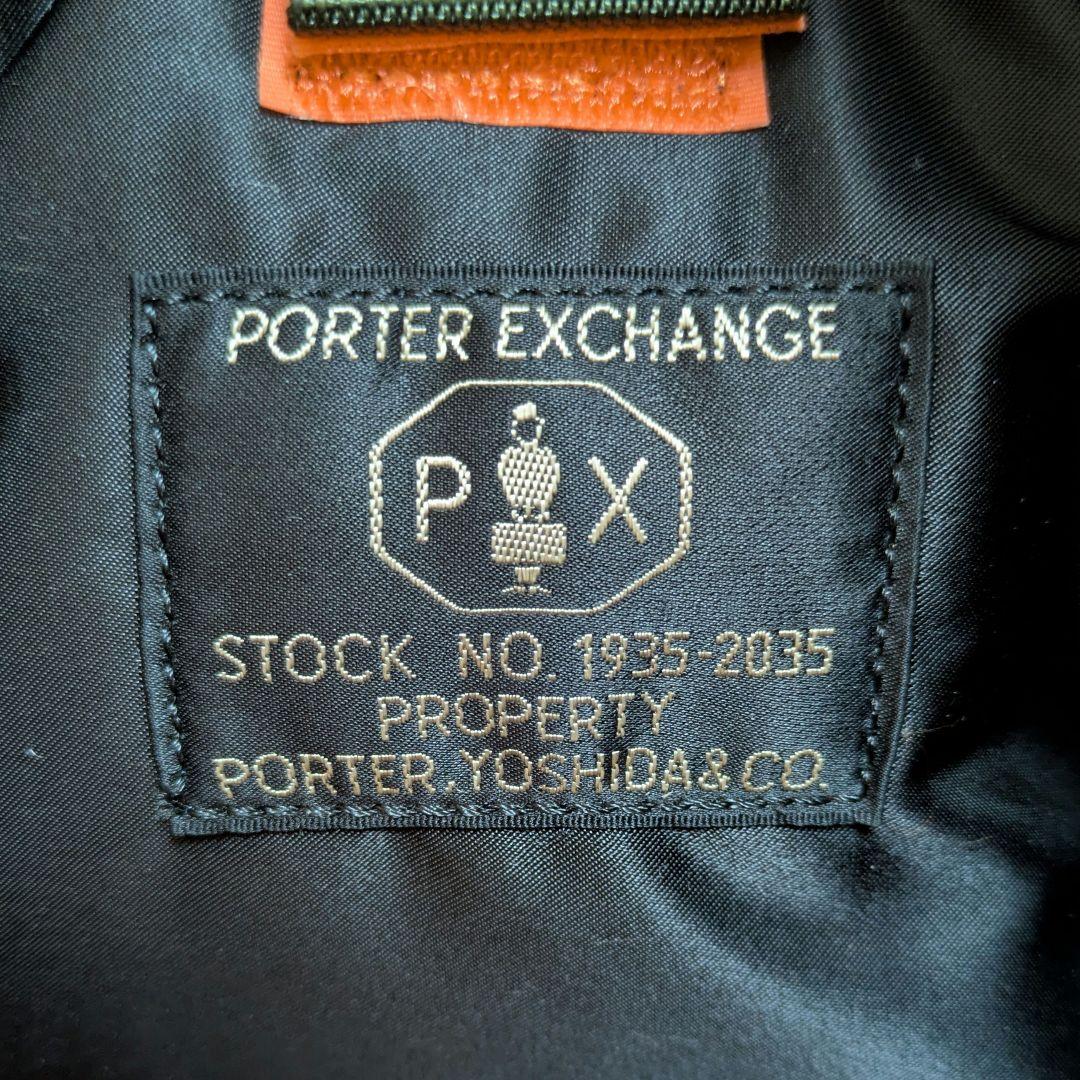 PORTER EXCHANGE
P X
STOCK NO. 1935-2035
PROPERTY
PORTER, YOSHIDA & CO.